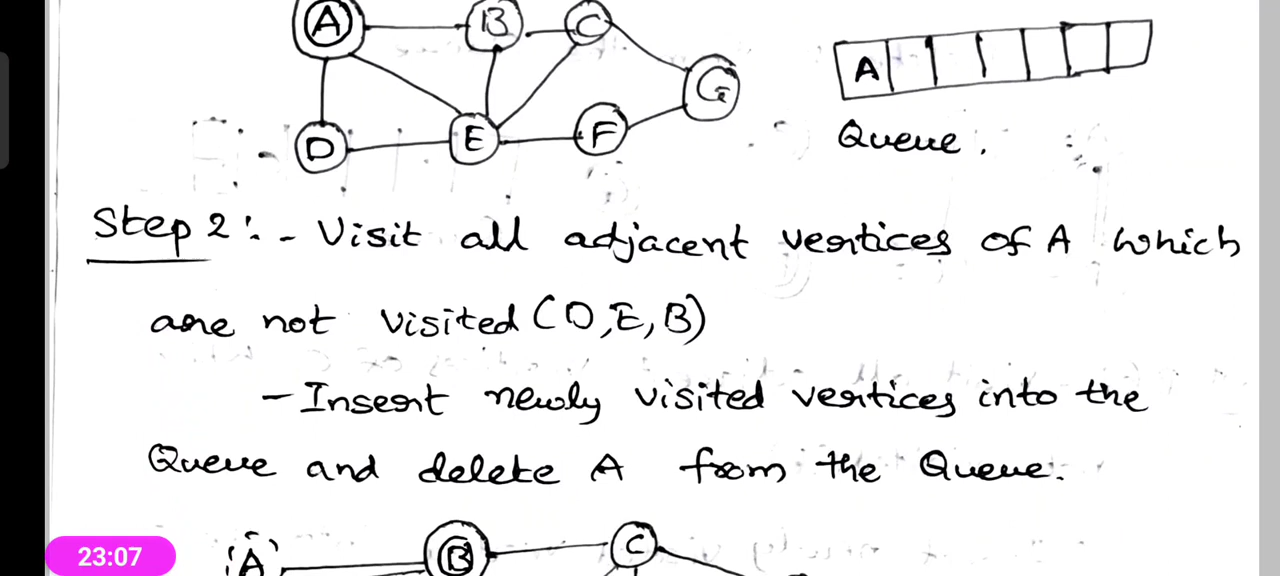 A B C G
A
D E F
Queue.
Step 2 :- Visit all adjacent vertices of A which
are not visited (D,E,B)
- Insert newly visited vertices into the
Queue and delete A from the Queue.
A B C
23:07